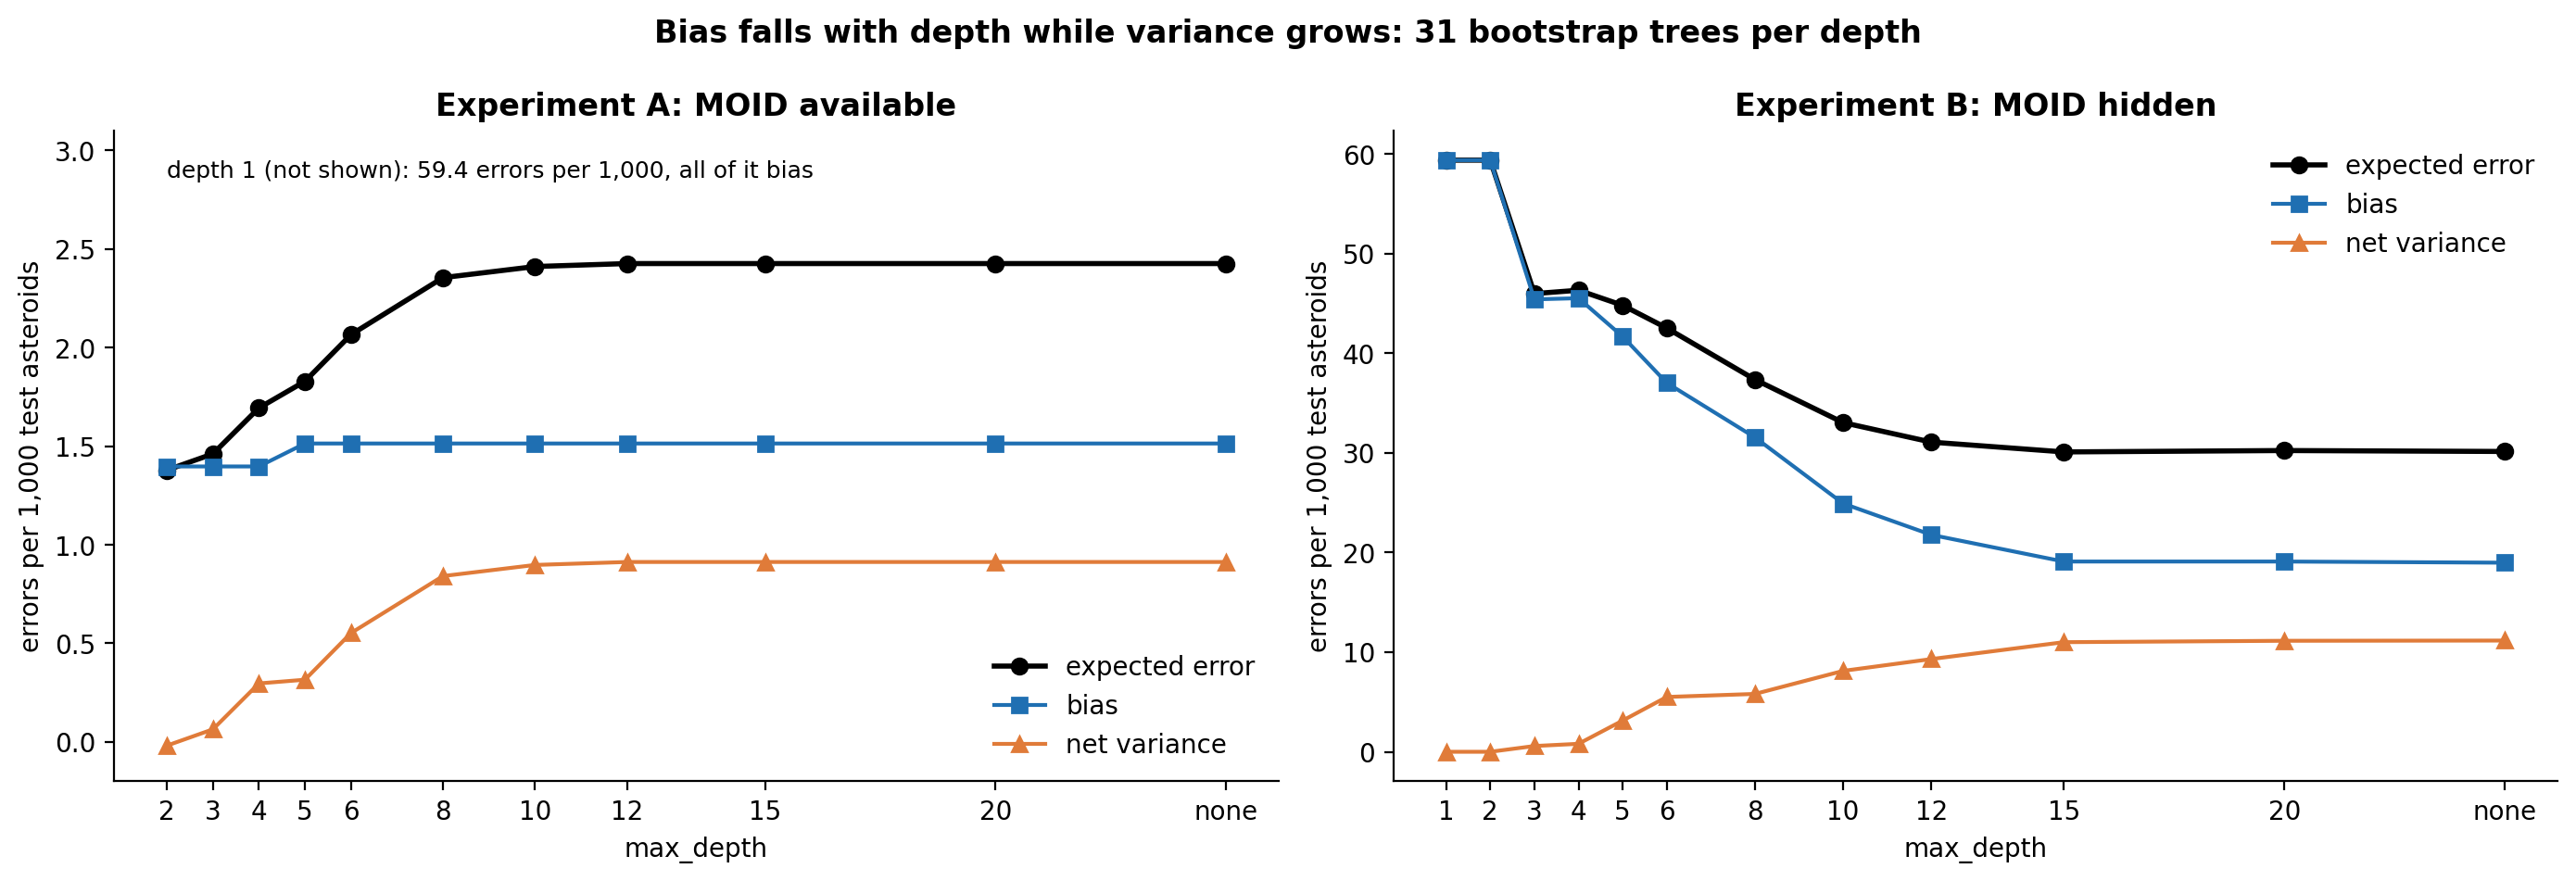 Bias falls with depth while variance grows: 31 bootstrap trees per depth
Experiment A: MOID available
depth 1 (not shown): 59.4 errors per 1,000, all of it bias
errors per 1,000 test asteroids
3.0
2.5
2.0
1.5
1.0
0.5
0.0
expected error
bias
net variance
2 3 4 5 6 8 10 12 15 20 none
max_depth
Experiment B: MOID hidden
errors per 1,000 test asteroids
60
50
40
30
20
10
0
expected error
bias
net variance
1 2 3 4 5 6 8 10 12 15 20 none
max_depth